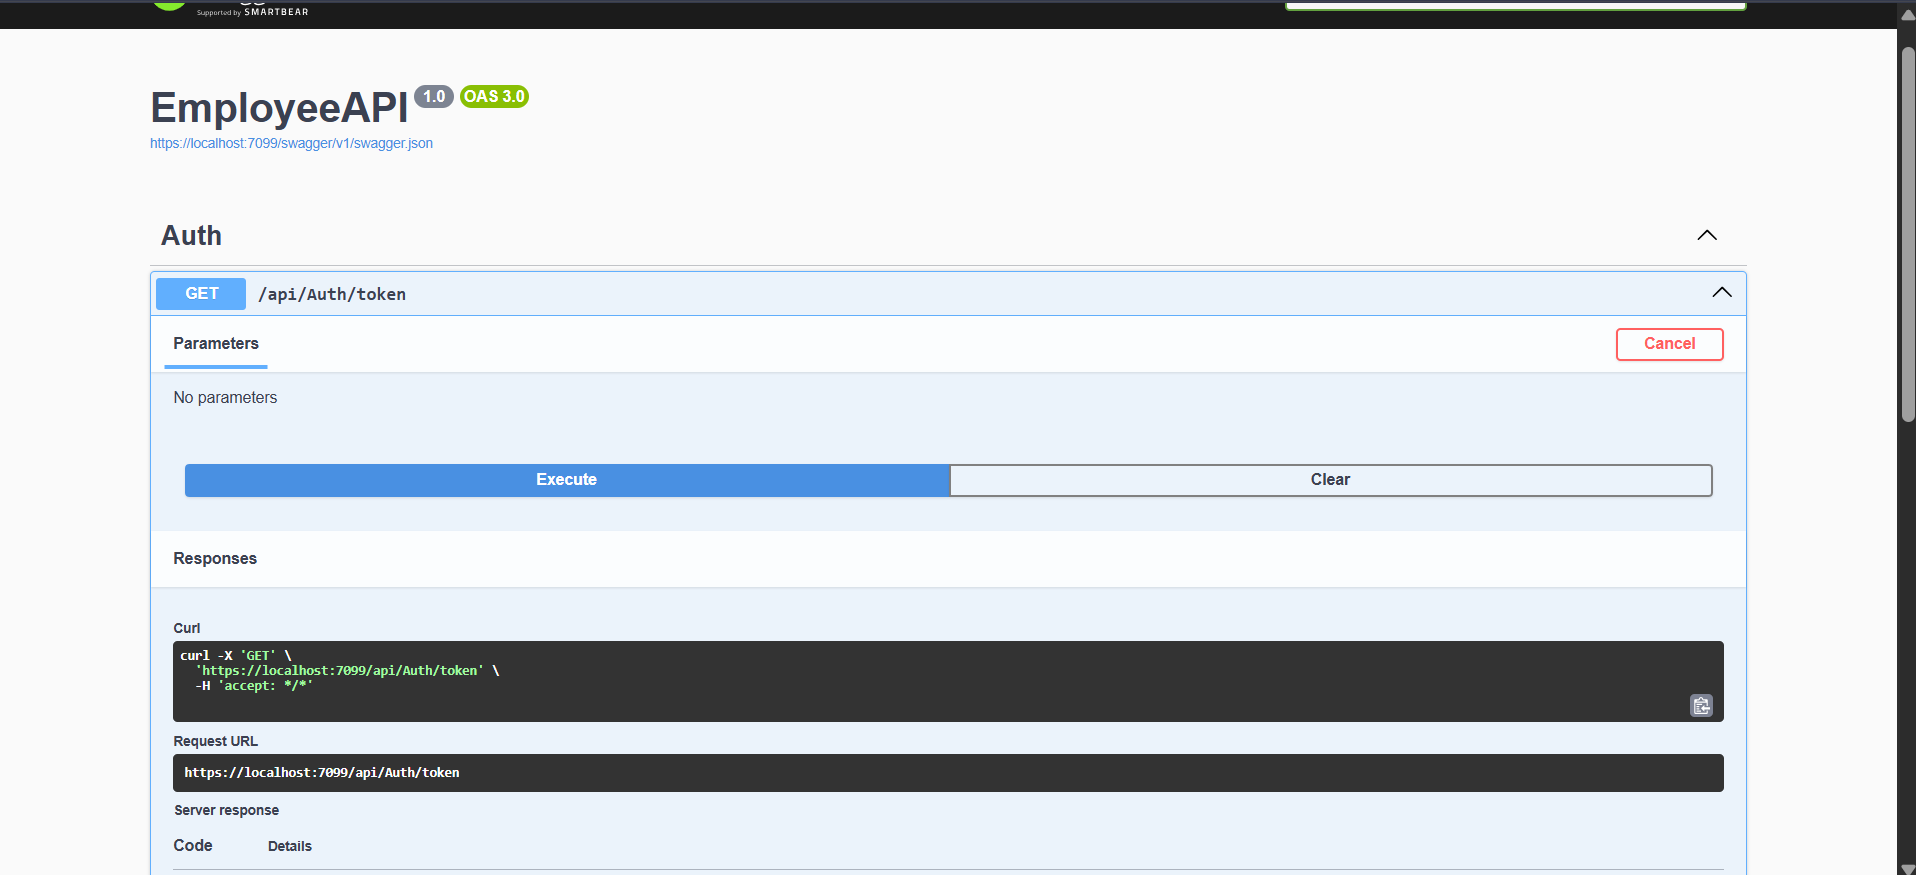 Supported by SMARTBEAR
EmployeeAPI 1.0 OAS 3.0
https://localhost:7099/swagger/v1/swagger.json
Auth
GET /api/Auth/token
Parameters
Cancel
No parameters
Execute
Clear
Responses
Curl
curl -X 'GET' \
'https://localhost:7099/api/Auth/token' \
-H 'accept: */*'
Request URL
https://localhost:7099/api/Auth/token
Server response
Code Details